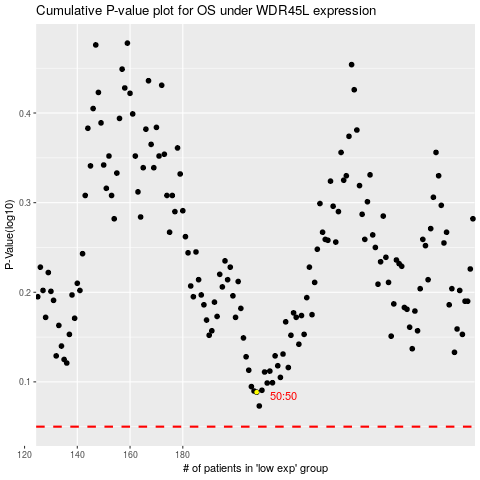 Cumulative P-value plot for OS under WDR45L expression
P-Value(log10)
0.4
0.3
0.2
0.1
50:50
120 140 160 180
# of patients in 'low exp' group